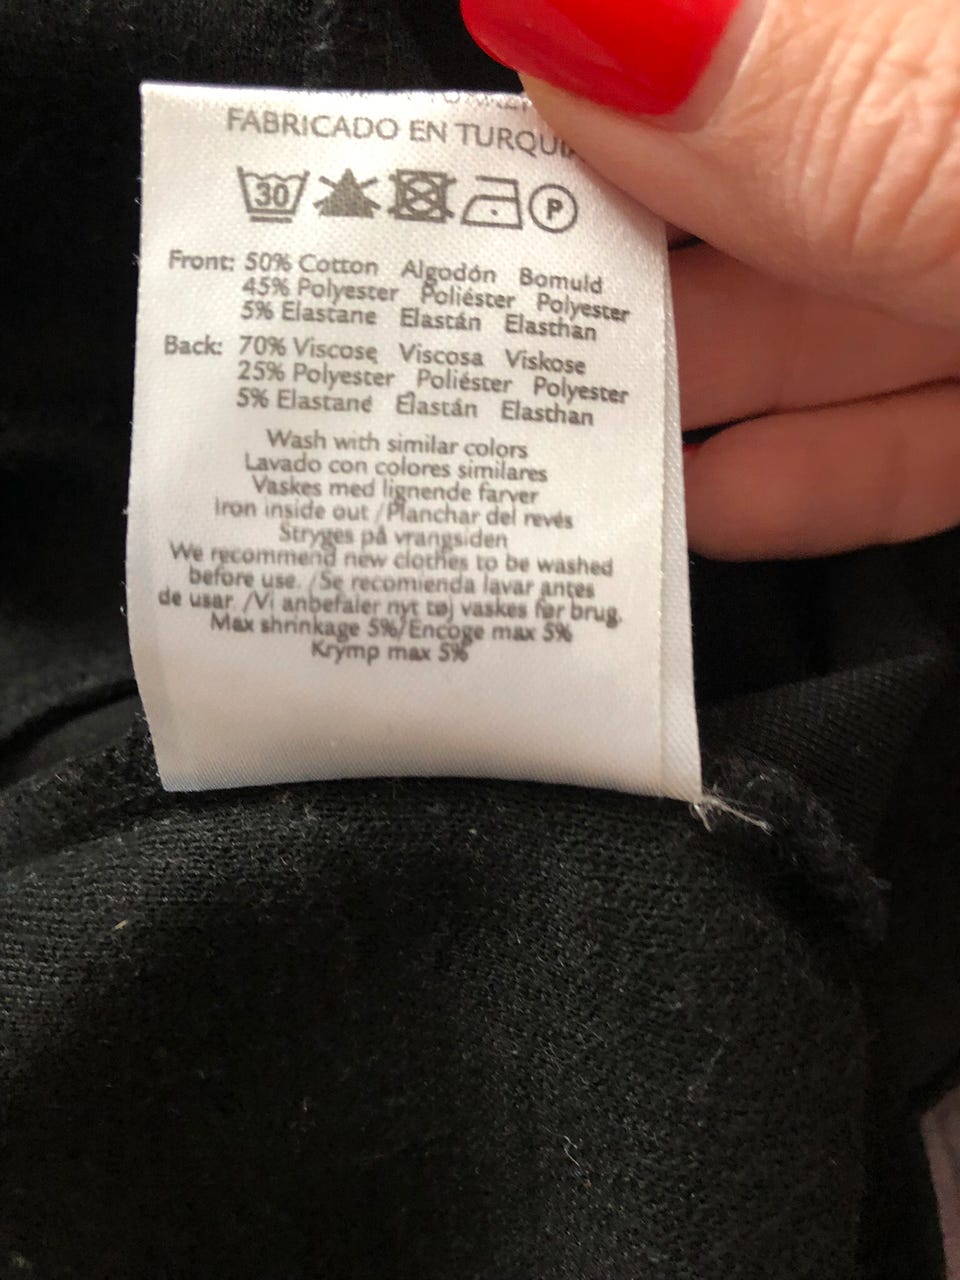 FABRICADO EN TURQUÍA
30 P
Front: 50% Cotton Algodón Bomuld
45% Polyester Poliéster Polyester
5% Elastane Elastán Elasthan
Back: 70% Viscose Viscosa Viskose
25% Polyester Poliéster Polyester
5% Elastane Elastán Elasthan
Wash with similar colors
Lavado con colores similares
Vaskes med lignende farver
Iron inside out /Planchar del revés
Stryges på vrangsiden
We recommend new clothes to be washed
before use. /Se recomienda lavar antes
de usar. /Vi anbefaler nyt tøj vaskes før brug.
Max shrinkage 5%/Encoge max 5%
Krymp max 5%